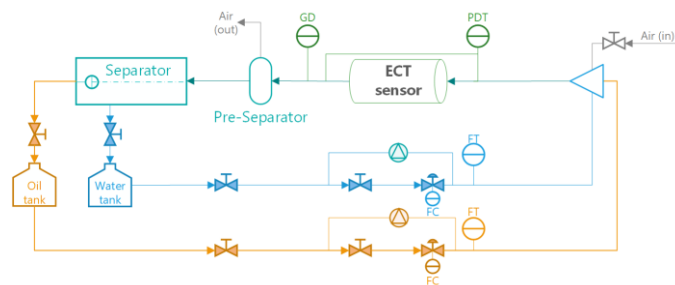 Air
(out)
GD
PDT
Air (in)
Separator
ECT
sensor
Pre-Separator
FT
Oil
tank
Water
tank
FC
FT
FC